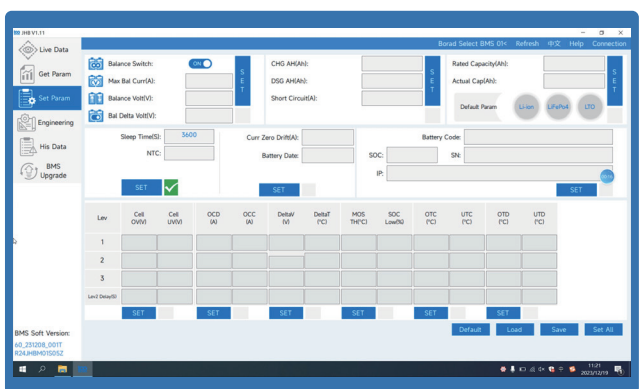 JHB V1.11
Borad Select BMS 01< Refresh 中文 Help Connection
Live Data
Get Param
Set Param
Engineering
His Data
BMS
Upgrade
Balance Switch: ON
Max Bal Curr(A):
Balance Volt(V):
Bal Delta Volt(V):
SET
CHG AH(Ah):
DSG AH(Ah):
Short Circuit(A):
SET
Rated Capacity(Ah):
Actual Cap(Ah):
SET
Default Param Li-ion LiFePo4 LTO
Sleep Time(S): 3600
NTC:
SET
Curr Zero Drift(A):
Battery Date:
SET
Battery Code:
SOC: SN:
IP:
SET
Lev Cell OV(V) Cell UV(V) OCD (A) OCC (A) DeltaV (V) DeltaT (°C) MOS TH(°C) SOC Low(%) OTC (°C) UTC (°C) OTD (°C) UTD (°C)
1
2
3
Lev2 Delay(S)
SET SET SET SET SET SET
Default Load Save Set All
BMS Soft Version:
60_231208_001T
R24JHBM01S05Z
11:21
2023/12/19